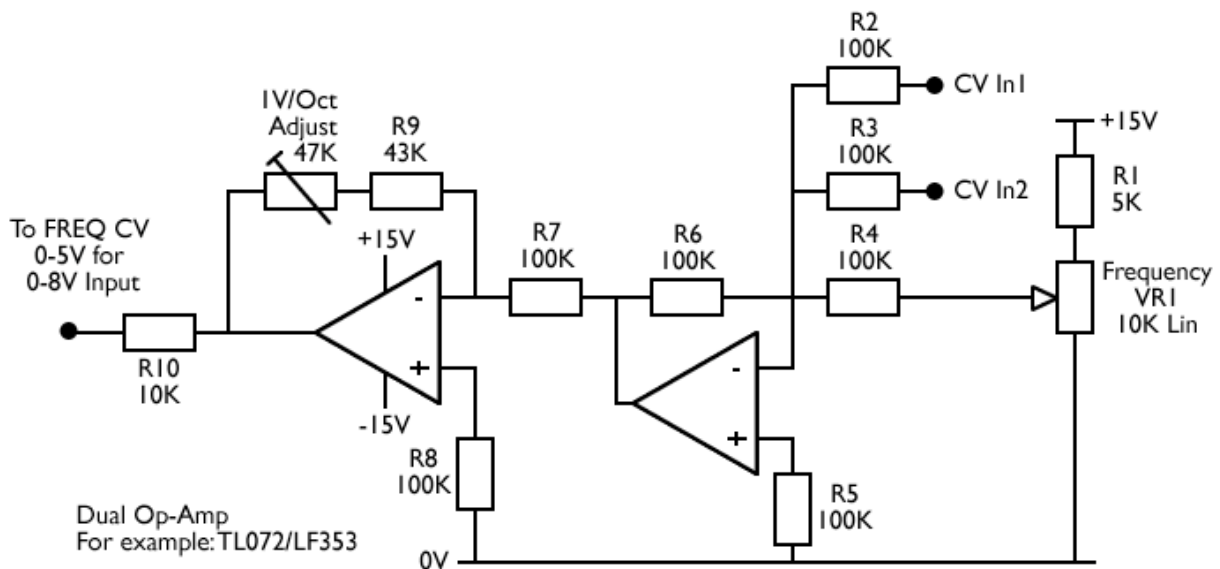 R2
100K
CV In1
1V/Oct
Adjust
47K
R9
43K
R3
100K
+15V
CV In2
R1
5K
To FREQ CV
0-5V for
0-8V Input
+15V
R7
100K
R6
100K
R4
100K
Frequency
VR1
10K Lin
-
+
R10
10K
-15V
-
+
R8
100K
R5
100K
Dual Op-Amp
For example:TL072/LF353
0V